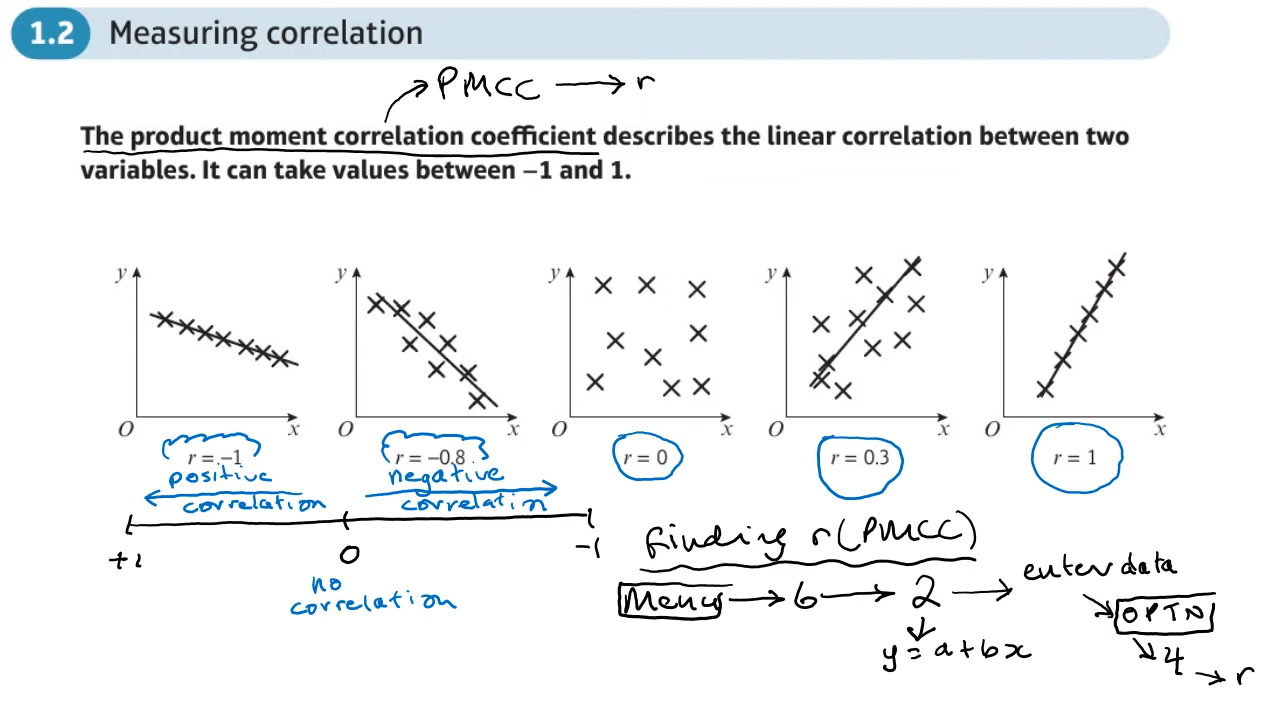 1.2 Measuring correlation
PMCC → r
The product moment correlation coefficient describes the linear correlation between two
variables. It can take values between −1 and 1.
y y y y y
O x O x O x O x O x
r = −1 r = −0.8 r = 0 r = 0.3 r = 1
positive negative
correlation correlatin
+1 0 −1
no
correlation
finding r (PMCC)
Menu → 6 → 2 → enter data
OPTN
y = a + bx
4 → r